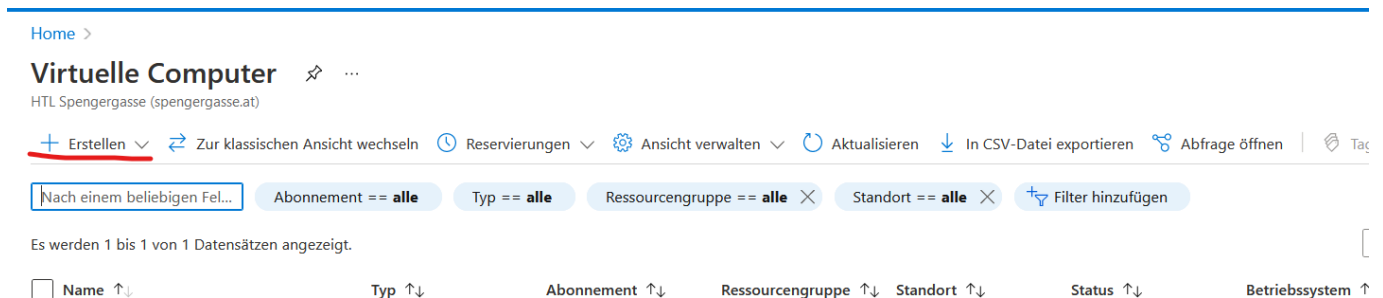 Home >
Virtuelle Computer ...
HTL Spengergasse (spengergasse.at)
+ Erstellen Zur klassischen Ansicht wechseln Reservierungen Ansicht verwalten Aktualisieren In CSV-Datei exportieren Abfrage öffnen
Nach einem beliebigen Fel... Abonnement == alle Typ == alle Ressourcengruppe == alle Standort == alle Filter hinzufügen
Es werden 1 bis 1 von 1 Datensätzen angezeigt.
Name ↑↓ Typ ↑↓ Abonnement ↑↓ Ressourcengruppe ↑↓ Standort ↑↓ Status ↑↓ Betriebssystem